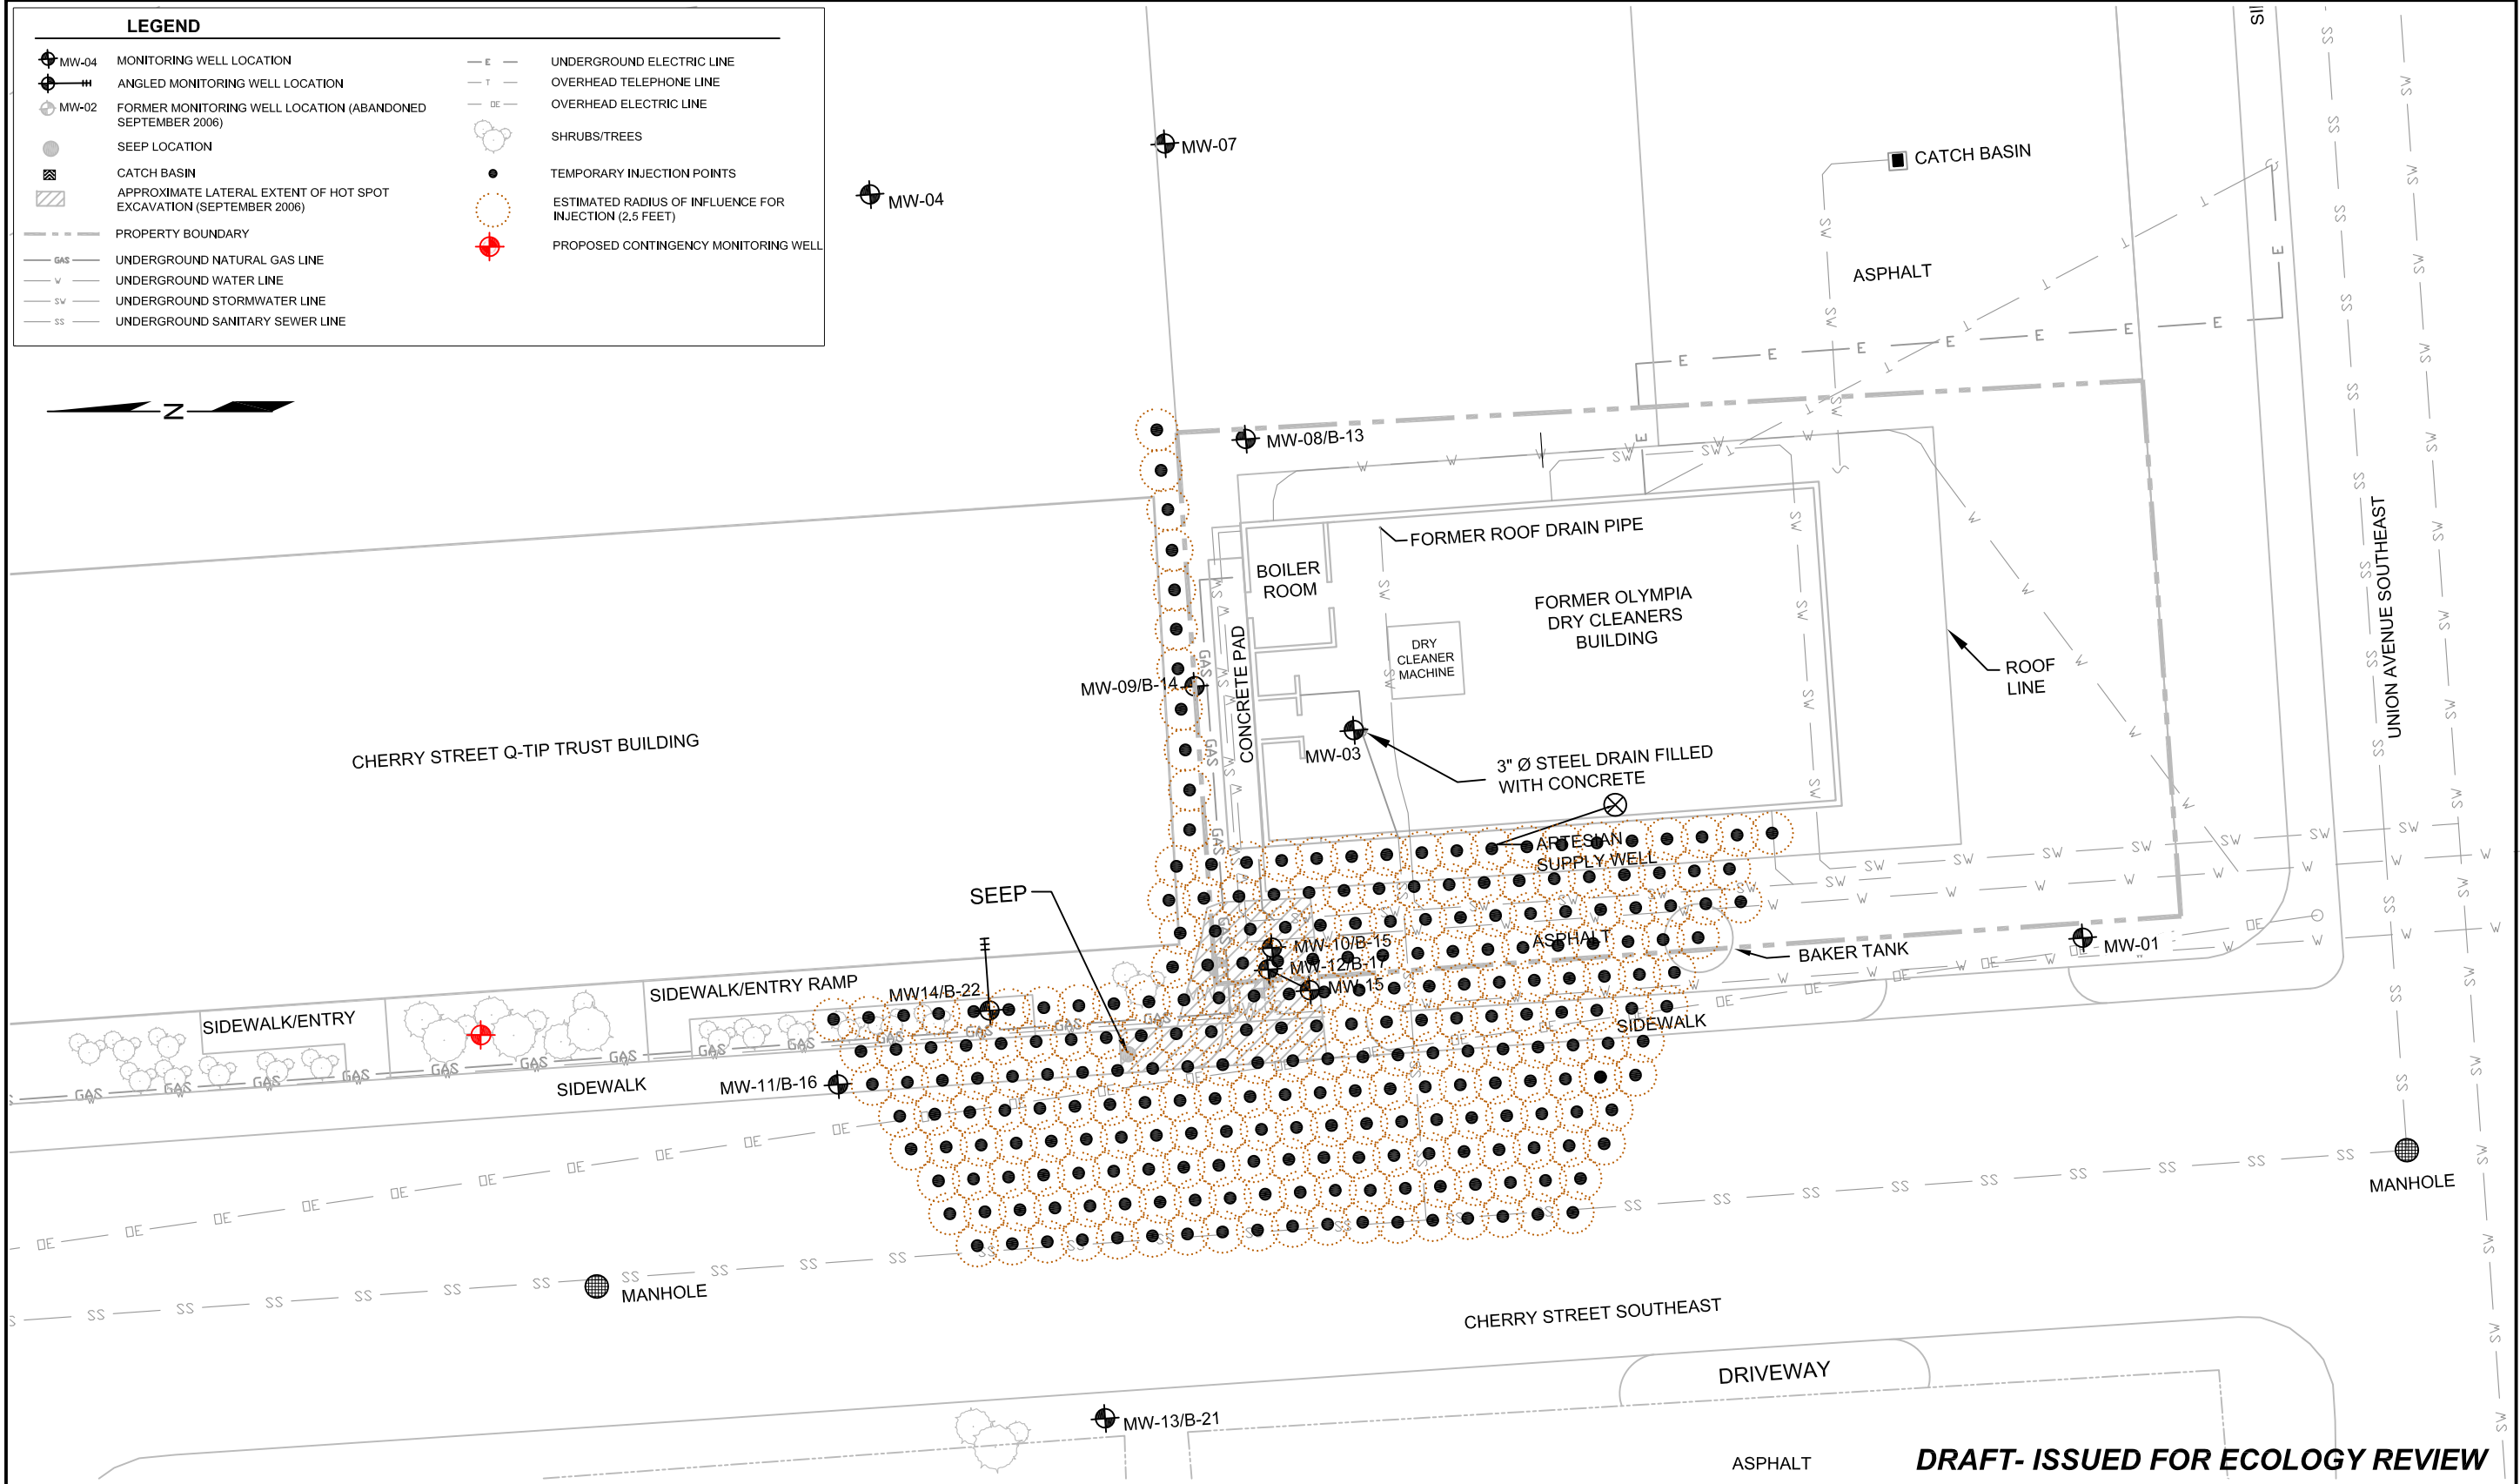 LEGEND
MW-04 MONITORING WELL LOCATION
ANGLED MONITORING WELL LOCATION
MW-02 FORMER MONITORING WELL LOCATION (ABANDONED
SEPTEMBER 2006)
SEEP LOCATION
CATCH BASIN
APPROXIMATE LATERAL EXTENT OF HOT SPOT
EXCAVATION (SEPTEMBER 2006)
PROPERTY BOUNDARY
GAS UNDERGROUND NATURAL GAS LINE
W UNDERGROUND WATER LINE
SW UNDERGROUND STORMWATER LINE
SS UNDERGROUND SANITARY SEWER LINE
E UNDERGROUND ELECTRIC LINE
T OVERHEAD TELEPHONE LINE
OE OVERHEAD ELECTRIC LINE
SHRUBS/TREES
TEMPORARY INJECTION POINTS
ESTIMATED RADIUS OF INFLUENCE FOR
INJECTION (2.5 FEET)
PROPOSED CONTINGENCY MONITORING WELL
N
MW-07
MW-04
CATCH BASIN
ASPHALT
MW-08/B-13
FORMER ROOF DRAIN PIPE
BOILER
ROOM
FORMER OLYMPIA
DRY CLEANERS
BUILDING
DRY
CLEANER
MACHINE
CONCRETE PAD
UNION AVENUE SOUTHEAST
ROOF
LINE
MW-09/B-14
MW-03
3" Ø STEEL DRAIN FILLED
WITH CONCRETE
CHERRY STREET Q-TIP TRUST BUILDING
ARTESIAN
SUPPLY WELL
SEEP
MW-10/B-15
ASPHALT
MW-12/B-17
MW-15
BAKER TANK
MW-01
SIDEWALK/ENTRY RAMP
MW14/B-22
SIDEWALK/ENTRY
SIDEWALK
SIDEWALK
MW-11/B-16
MANHOLE
MANHOLE
CHERRY STREET SOUTHEAST
DRIVEWAY
MW-13/B-21
ASPHALT
DRAFT- ISSUED FOR ECOLOGY REVIEW